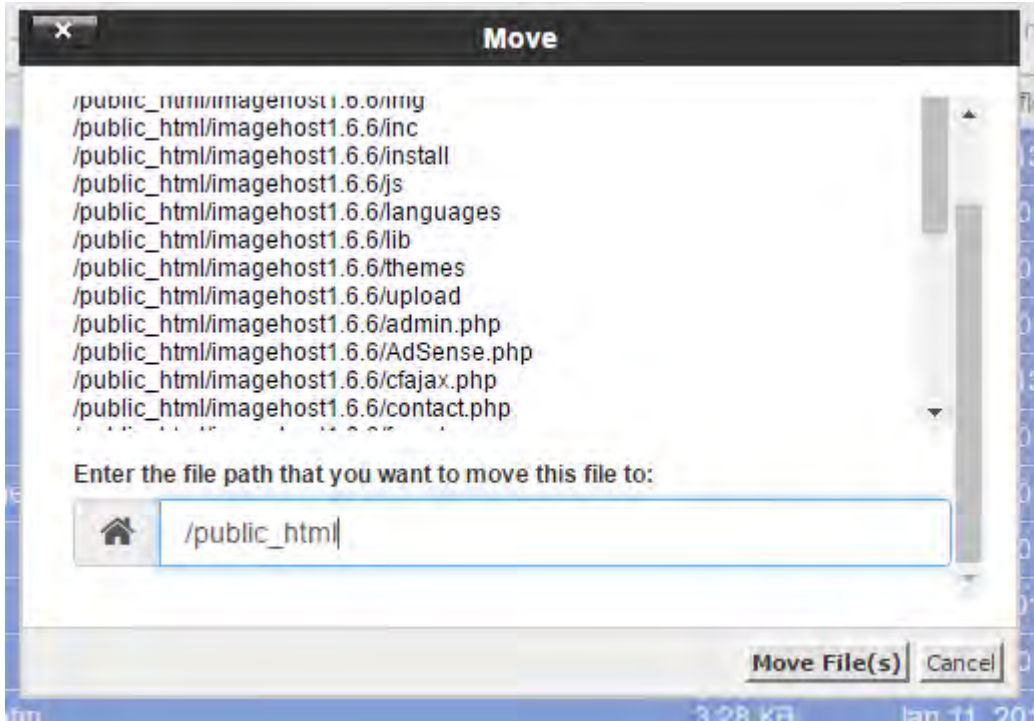 Move
/public_html/imagehost1.6.6/img
/public_html/imagehost1.6.6/inc
/public_html/imagehost1.6.6/install
/public_html/imagehost1.6.6/js
/public_html/imagehost1.6.6/languages
/public_html/imagehost1.6.6/lib
/public_html/imagehost1.6.6/themes
/public_html/imagehost1.6.6/upload
/public_html/imagehost1.6.6/admin.php
/public_html/imagehost1.6.6/AdSense.php
/public_html/imagehost1.6.6/cfajax.php
/public_html/imagehost1.6.6/contact.php
Enter the file path that you want to move this file to:
/public_html
Move File(s) Cancel
3.28 KB Jan 11, 20